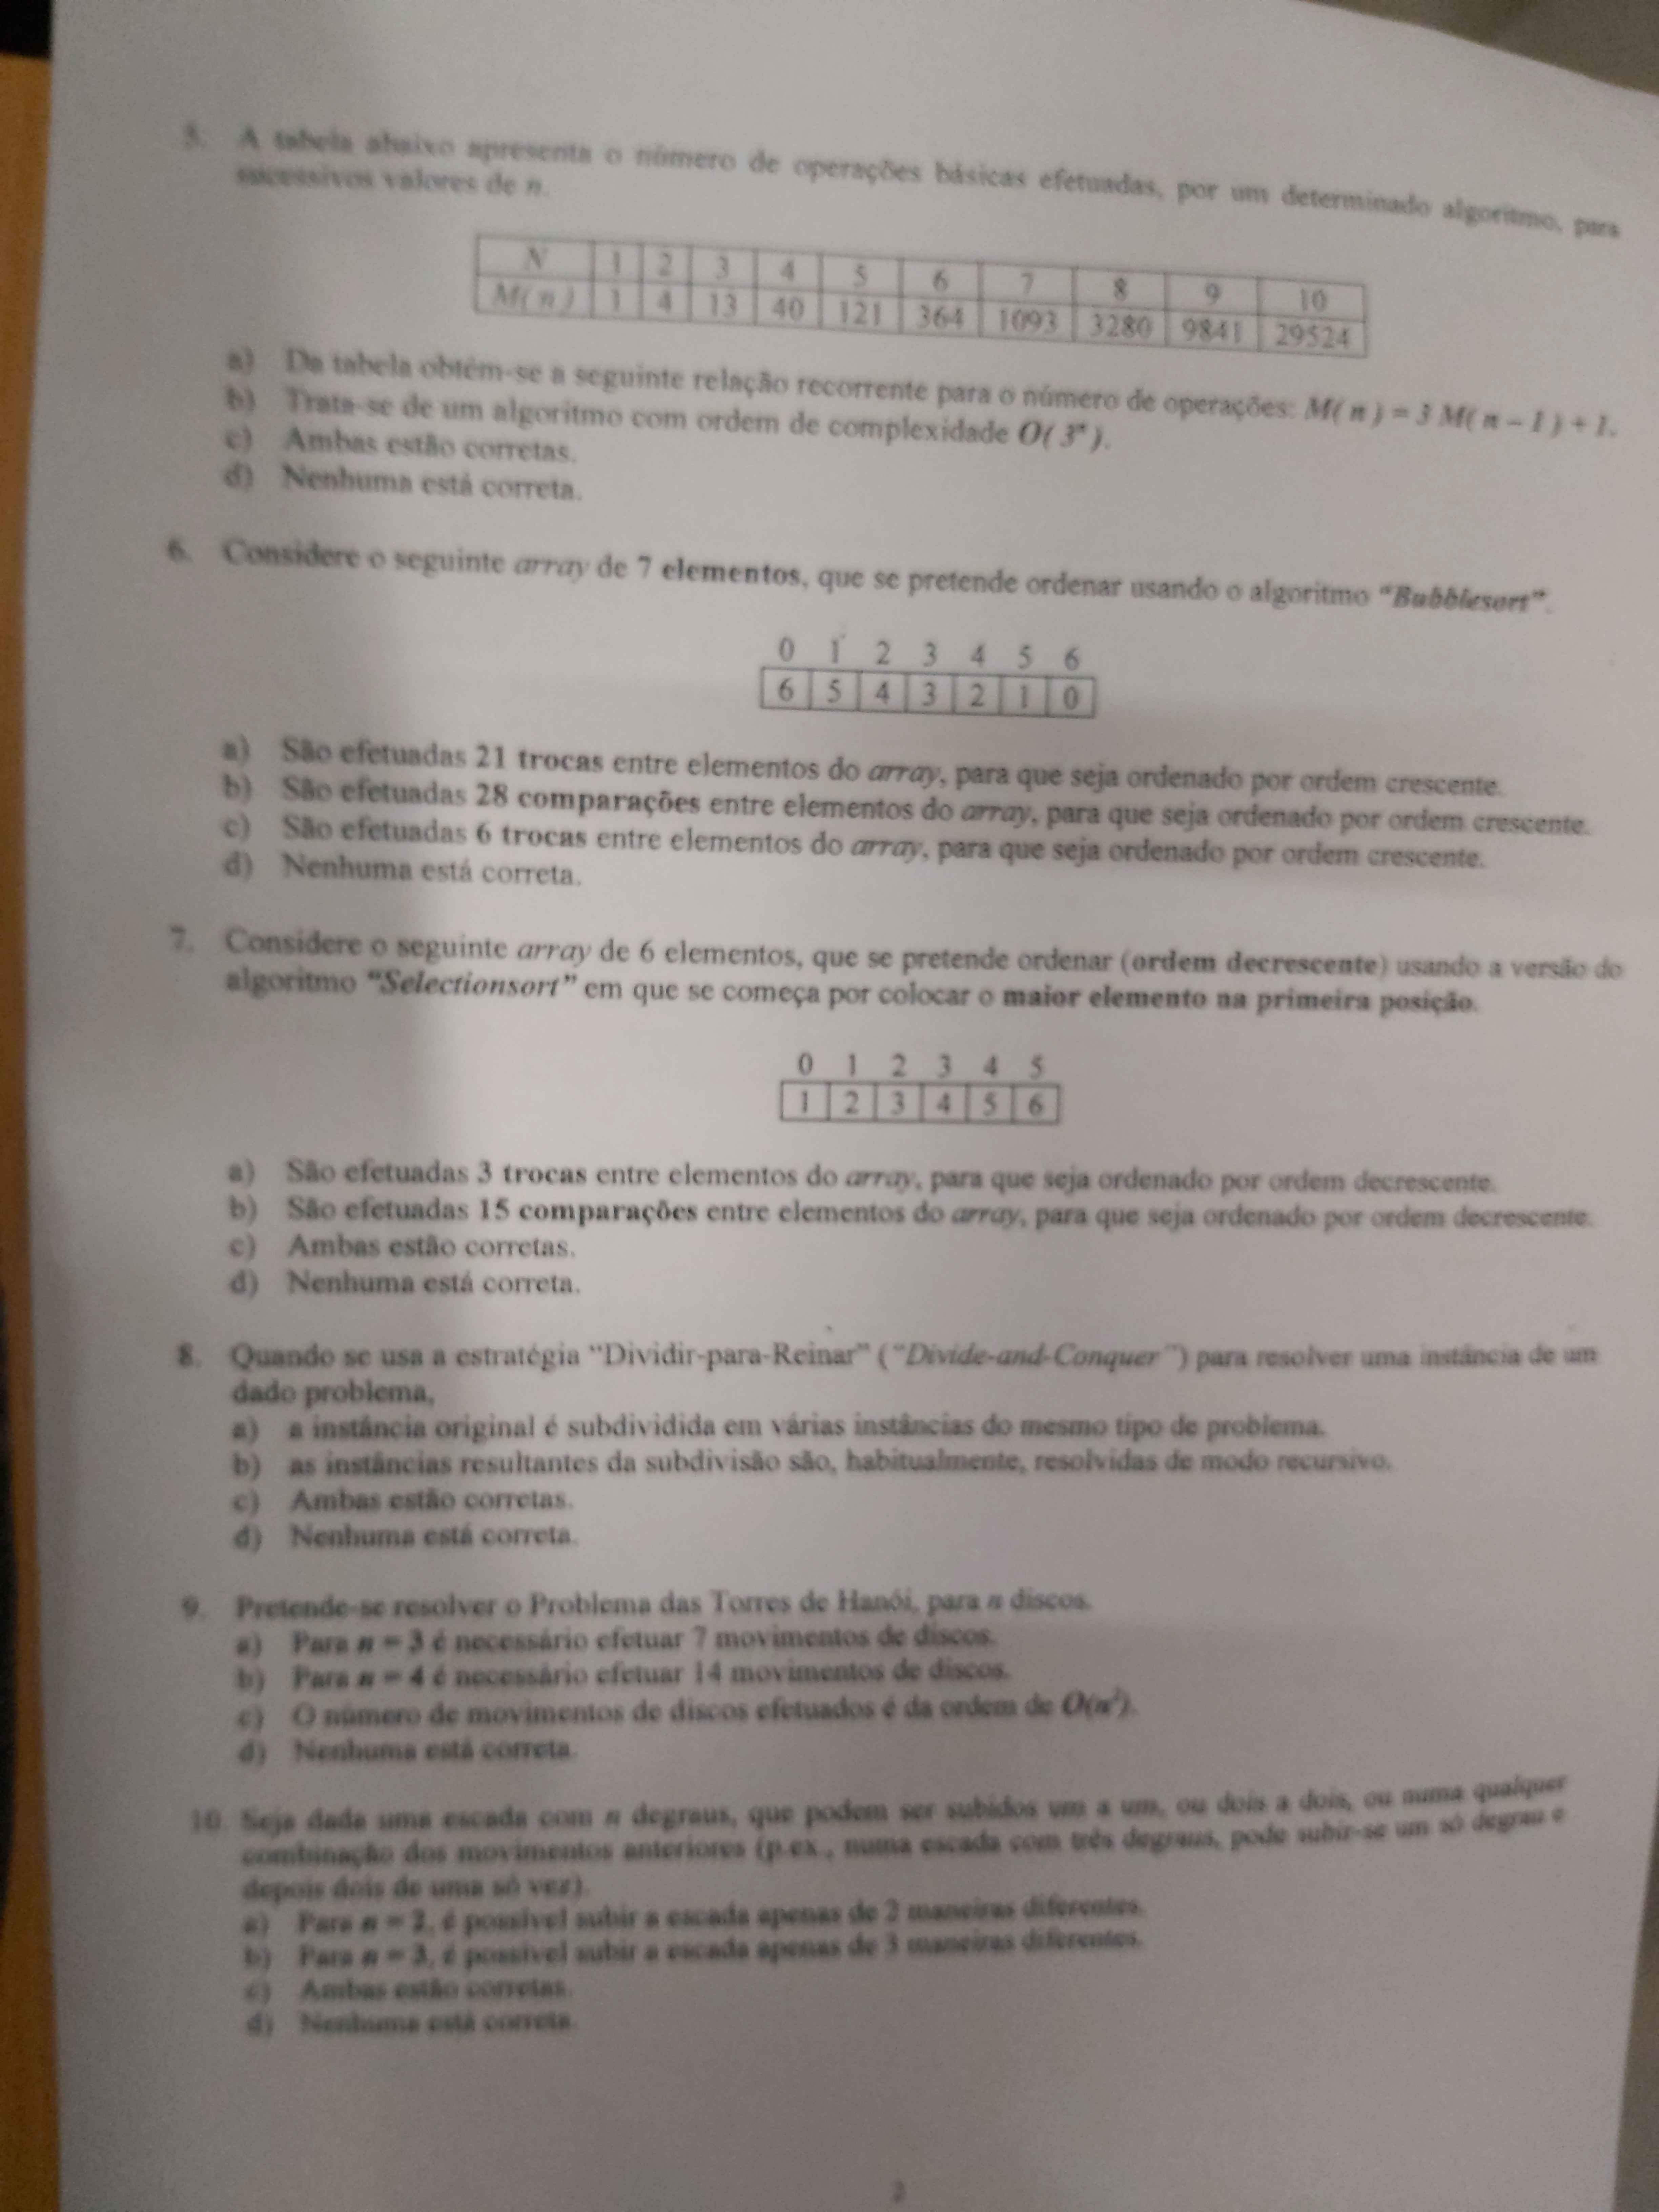 5. A tabela abaixo apresenta o número de operações básicas efetuadas, por um determinado algoritmo, para
sucessivos valores de n.
N 1 2 3 4 5 6 7 8 9 10
M( n ) 1 4 13 40 121 364 1093 3280 9841 29524
a) Da tabela obtém-se a seguinte relação recorrente para o número de operações: M( n ) = 3 M( n – 1 ) + 1.
b) Trata-se de um algoritmo com ordem de complexidade O( 3ⁿ ).
c) Ambas estão corretas.
d) Nenhuma está correta.
6. Considere o seguinte array de 7 elementos, que se pretende ordenar usando o algoritmo “Bubblesort”.
0 1 2 3 4 5 6
6 5 4 3 2 1 0
a) São efetuadas 21 trocas entre elementos do array, para que seja ordenado por ordem crescente.
b) São efetuadas 28 comparações entre elementos do array, para que seja ordenado por ordem crescente.
c) São efetuadas 6 trocas entre elementos do array, para que seja ordenado por ordem crescente.
d) Nenhuma está correta.
7. Considere o seguinte array de 6 elementos, que se pretende ordenar (ordem decrescente) usando a versão do
algoritmo “Selectionsort” em que se começa por colocar o maior elemento na primeira posição.
0 1 2 3 4 5
1 2 3 4 5 6
a) São efetuadas 3 trocas entre elementos do array, para que seja ordenado por ordem decrescente.
b) São efetuadas 15 comparações entre elementos do array, para que seja ordenado por ordem decrescente.
c) Ambas estão corretas.
d) Nenhuma está correta.
8. Quando se usa a estratégia “Dividir-para-Reinar” (“Divide-and-Conquer”) para resolver uma instância de um
dado problema,
a) a instância original é subdividida em várias instâncias do mesmo tipo de problema.
b) as instâncias resultantes da subdivisão são, habitualmente, resolvidas de modo recursivo.
c) Ambas estão corretas.
d) Nenhuma está correta.
9. Pretende-se resolver o Problema das Torres de Hanói, para n discos.
a) Para n = 3 é necessário efetuar 7 movimentos de discos.
b) Para n = 4 é necessário efetuar 14 movimentos de discos.
c) O número de movimentos de discos efetuados é da ordem de
d) Nenhuma está correta.
10. Seja dada uma escada com n degraus, que podem ser subidos um a um, ou dois a dois, ou numa qualquer
combinação dos movimentos anteriores (p.ex., numa escada com três degraus, pode subir-se um só degrau e
depois dois de uma só vez).
a) Para n = 2, é possível subir a escada apenas de 2 maneiras diferentes.
b) Para n = 3, é possível subir a escada apenas de 3 maneiras diferentes.
c) Ambas estão corretas.
d) Nenhuma está correta.